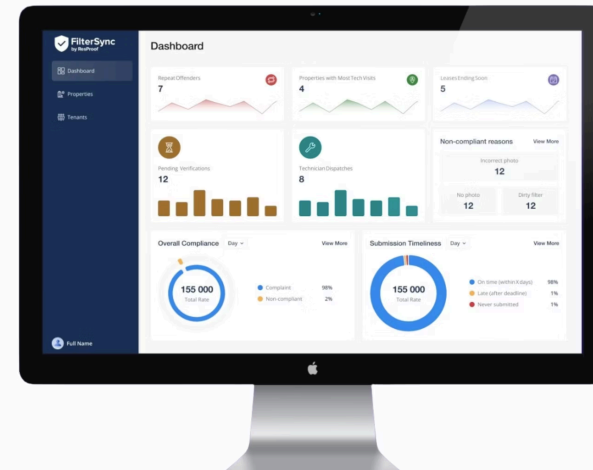 FilterSync
by ResProof
Dashboard
Properties
Tenants
Full Name
Dashboard
Repeat Offenders
7
Properties with Most Tech Visits
4
Leases Ending Soon
5
Pending Verifications
12
Technician Dispatches
8
Non-compliant reasons
View More
Incorrect photo
12
No photo
12
Dirty filter
12
Overall Compliance
Day
View More
155 000
Total Rate
Compliant
98%
Non-compliant
2%
Submission Timeliness
Day
View More
155 000
Total Rate
On time (within 6 days)
98%
Late (after deadline)
1%
Never submitted
1%